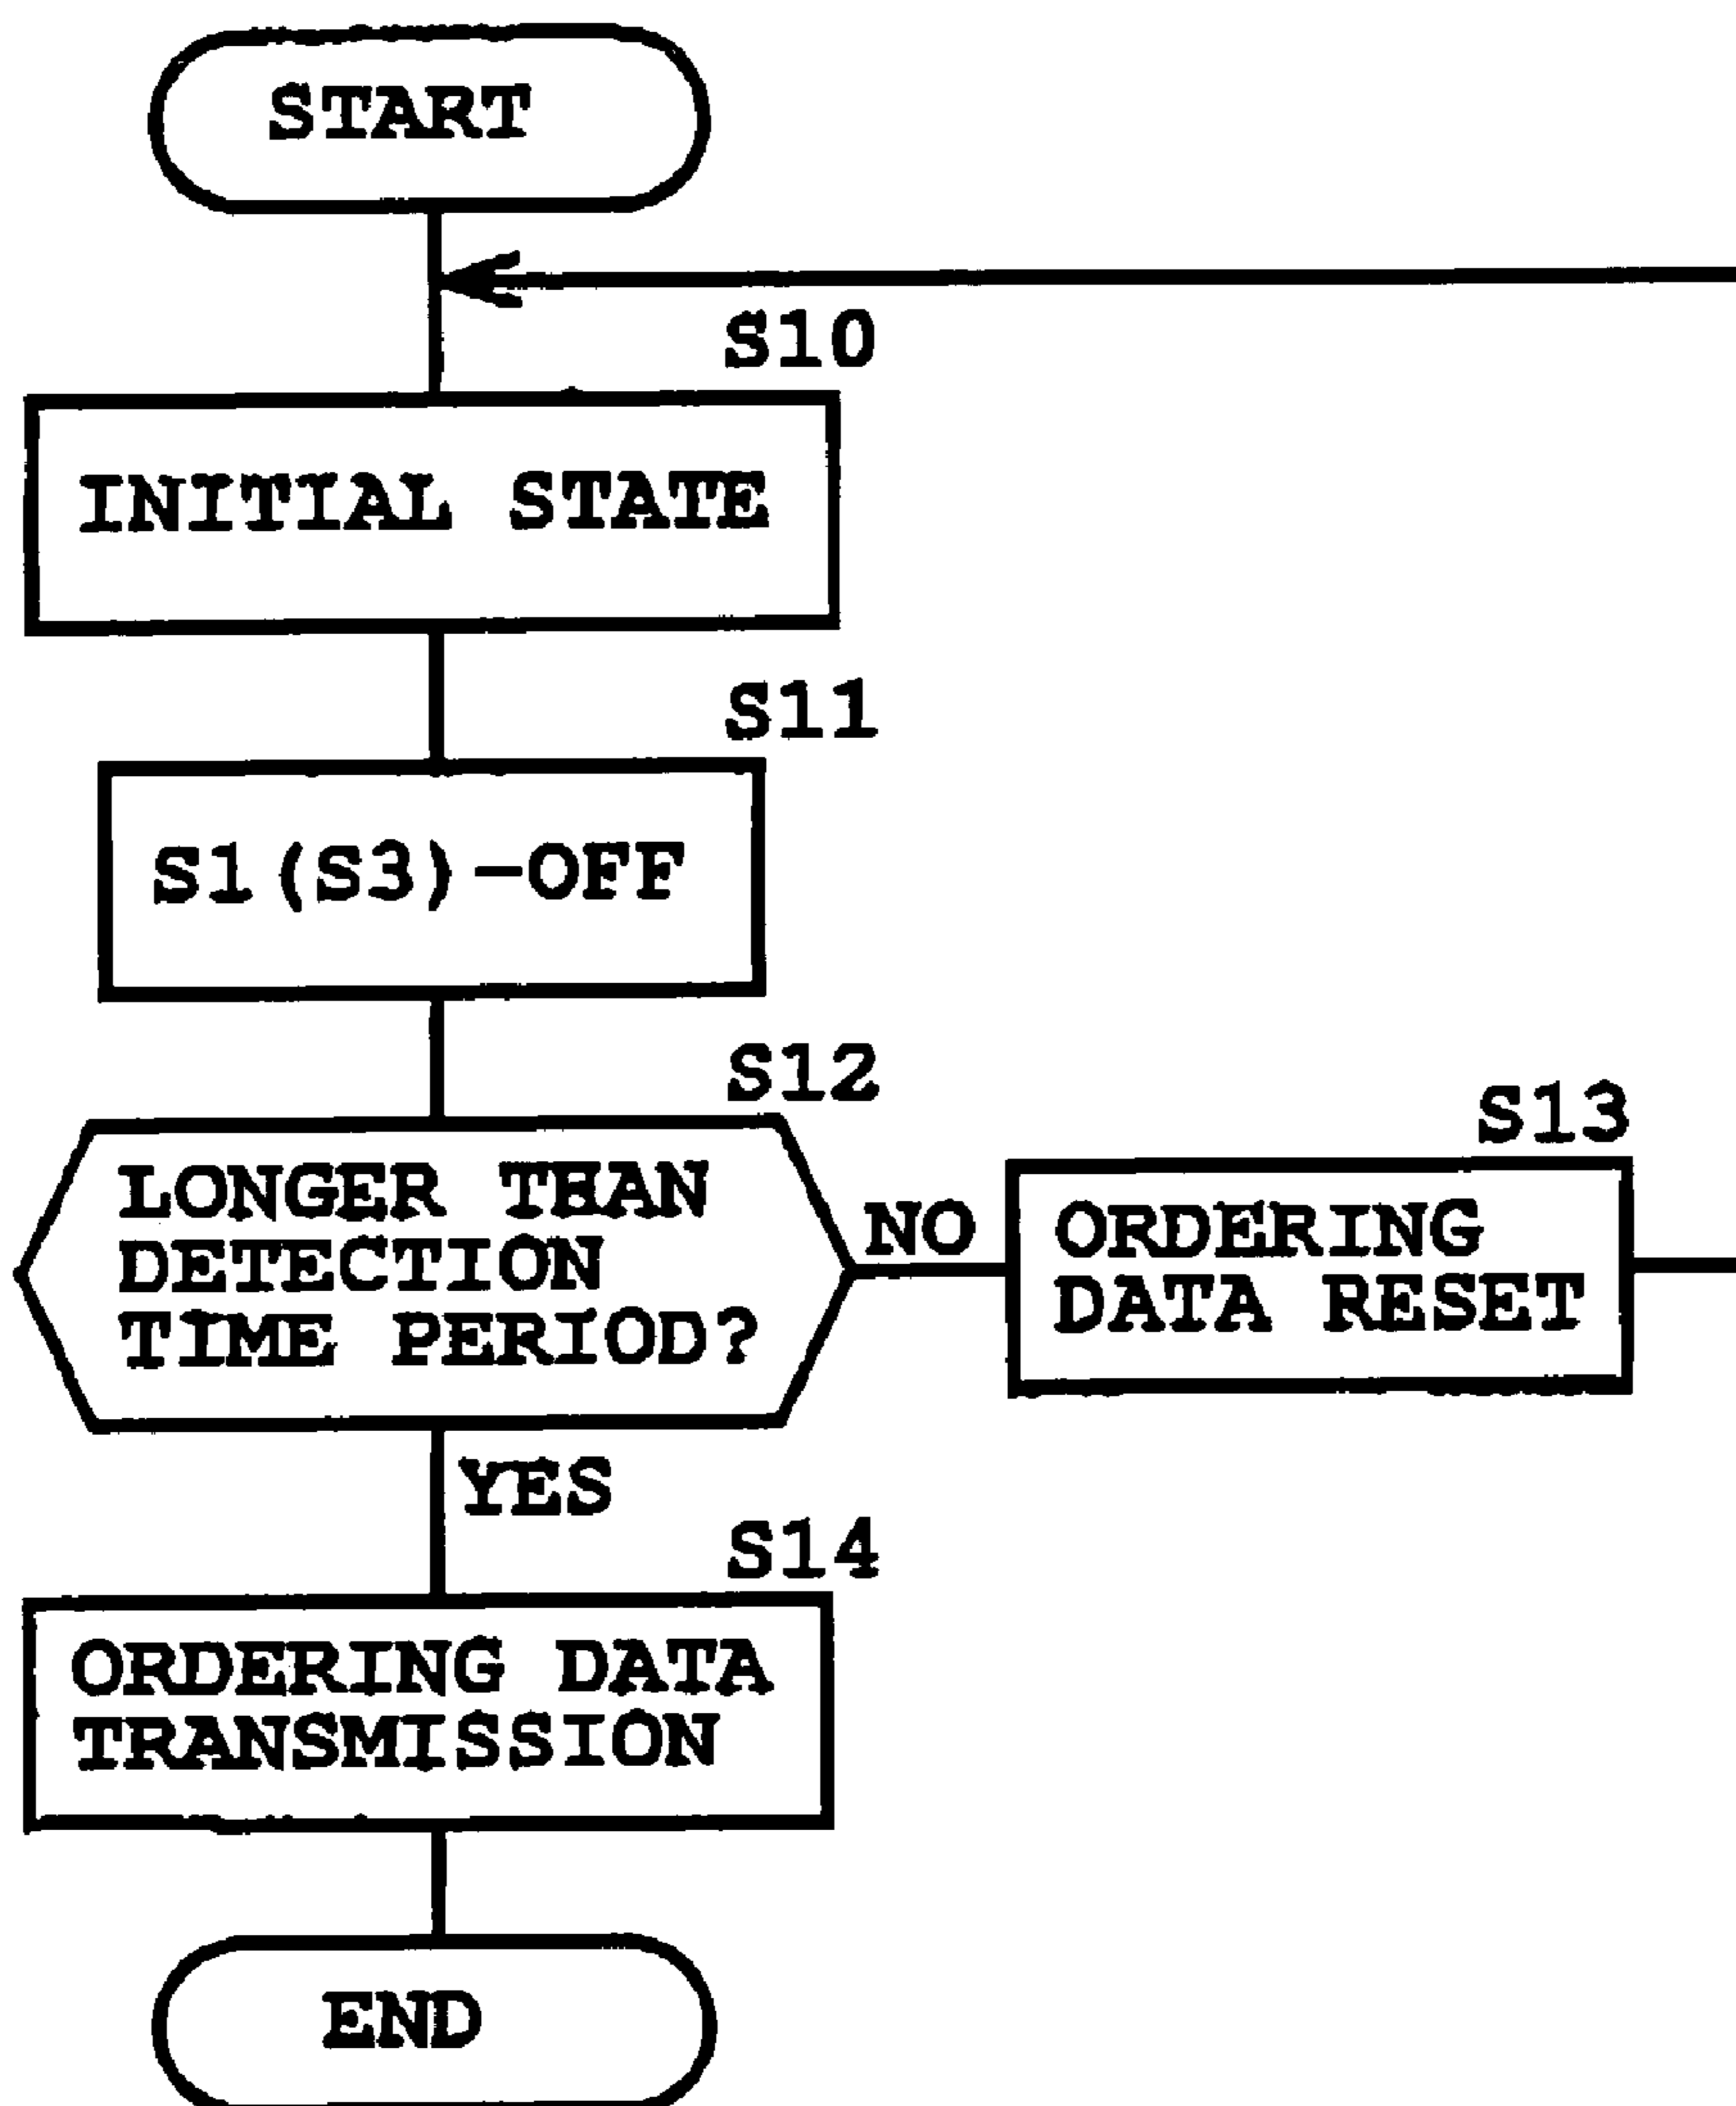 START
S10
INITIAL STATE
S11
S1(S3)-OFF
S12
LONGER THAN
DETECTION
TIME PERIOD?
NO
S13
ORDERING
DATA RESET
YES
S14
ORDERING DATA
TRANSMISSION
END